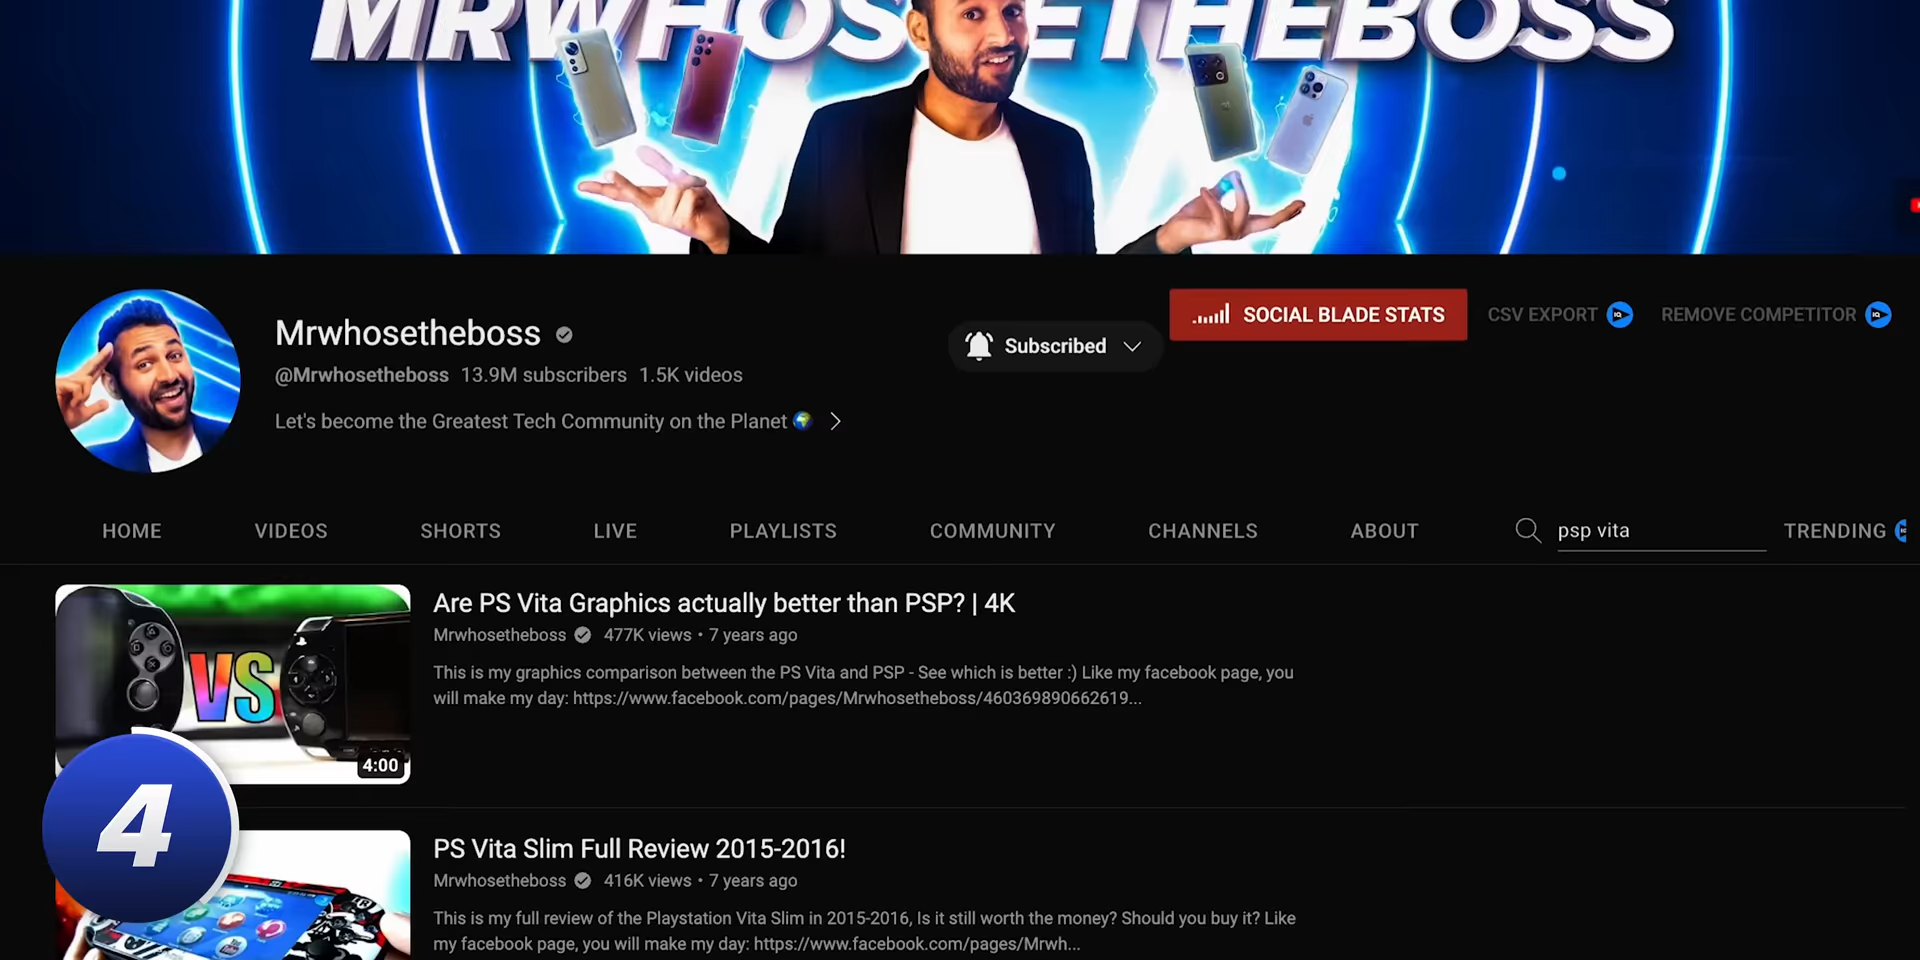 MRWHOSETHEBOSS
Mrwhosetheboss
@Mrwhosetheboss 13.9M subscribers 1.5K videos
Let's become the Greatest Tech Community on the Planet
Subscribed
SOCIAL BLADE STATS
CSV EXPORT
REMOVE COMPETITOR
HOME VIDEOS SHORTS LIVE PLAYLISTS COMMUNITY CHANNELS ABOUT psp vita TRENDING
VS
4:00
Are PS Vita Graphics actually better than PSP? | 4K
Mrwhosetheboss 477K views • 7 years ago
This is my graphics comparison between the PS Vita and PSP - See which is better :) Like my facebook page, you
will make my day: https://www.facebook.com/pages/Mrwhosetheboss/460369890662619...
4
PS Vita Slim Full Review 2015-2016!
Mrwhosetheboss 416K views • 7 years ago
This is my full review of the Playstation Vita Slim in 2015-2016, Is it still worth the money? Should you buy it? Like
my facebook page, you will make my day: https://www.facebook.com/pages/Mrwh...